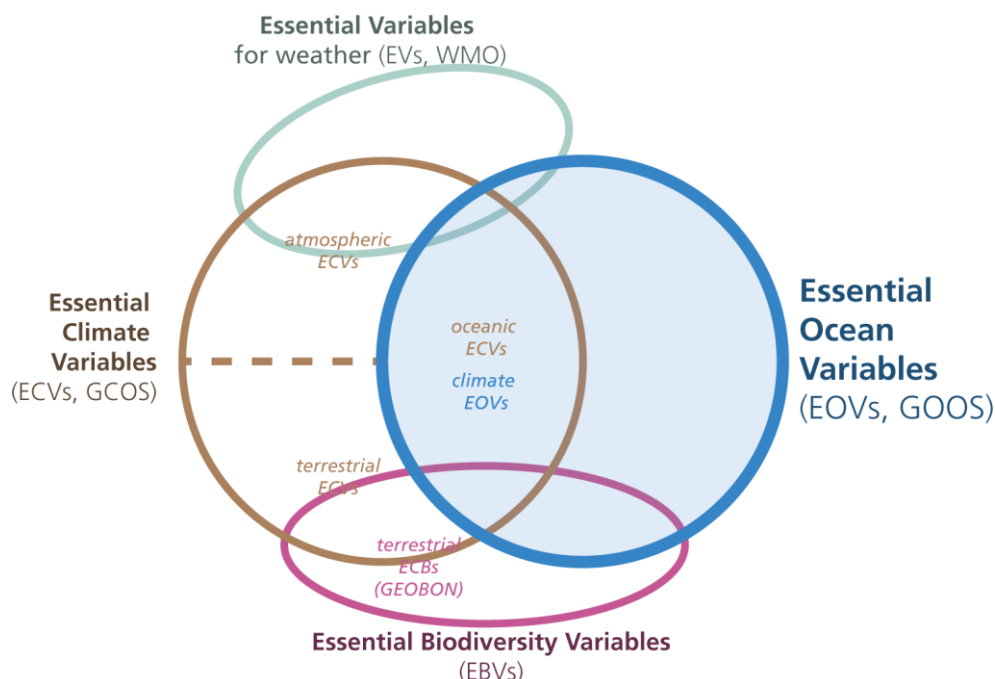 Essential Variables
for weather (EVs, WMO)
atmospheric
ECVs
Essential
Climate
Variables
(ECVs, GCOS)
oceanic
ECVs
climate
EOVs
Essential
Ocean
Variables
(EOVs, GOOS)
terrestrial
ECVs
terrestrial
ECBs
(GEOBON)
Essential Biodiversity Variables
(EBVs)